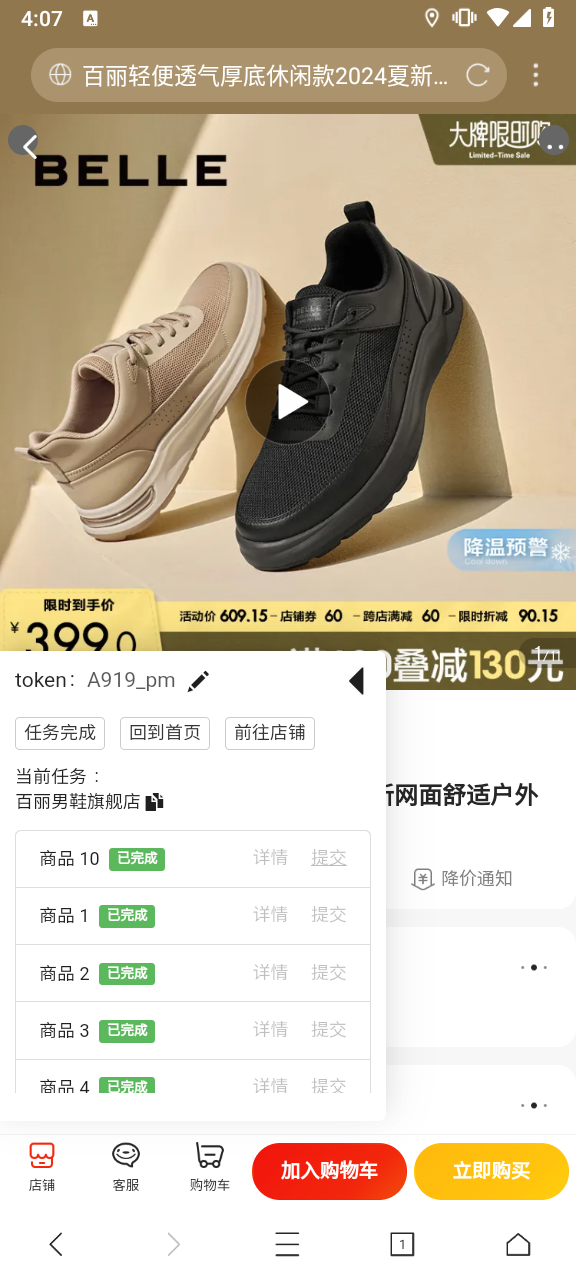 4:07
A
百丽轻便透气厚底休闲款2024夏新…
大牌限时购
Limited-Time Sale
BELLE
BELLE
降温预警
Cool down
限时到手价
活动价 609.15 - 店铺券 60 - 跨店满减 60 - 限时折减 90.15
¥399.0
叠减130元
token: A919_pm
任务完成 回到首页 前往店铺
当前任务：
百丽男鞋旗舰店
网面舒适户外
商品 10 已完成 详情 提交
降价通知
商品 1 已完成 详情 提交
商品 2 已完成 详情 提交
商品 3 已完成 详情 提交
商品 4 已完成 详情 提交
店铺 客服 购物车 加入购物车 立即购买
1